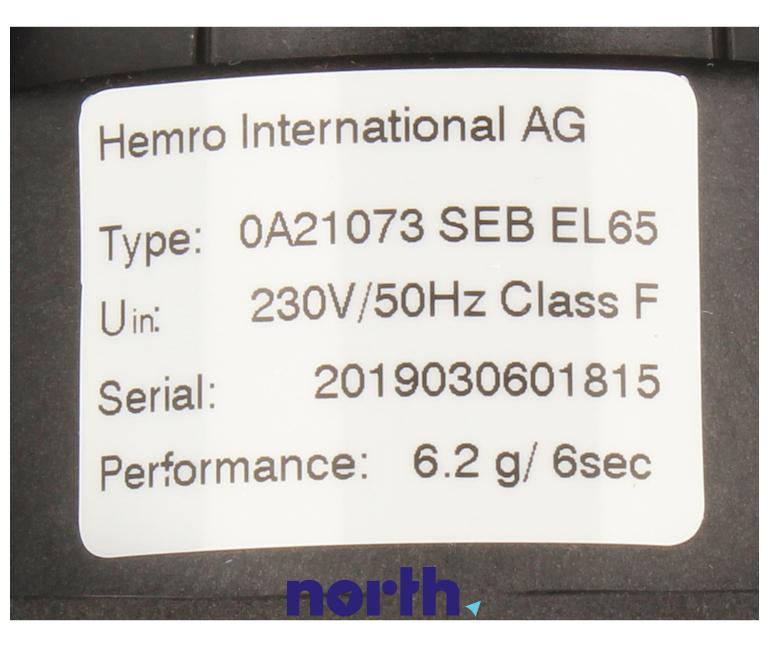 Hemro International AG
Type: 0A21073 SEB EL65
Uin: 230V/50Hz Class F
Serial: 2019030601815
Performance: 6.2 g/ 6sec
north.